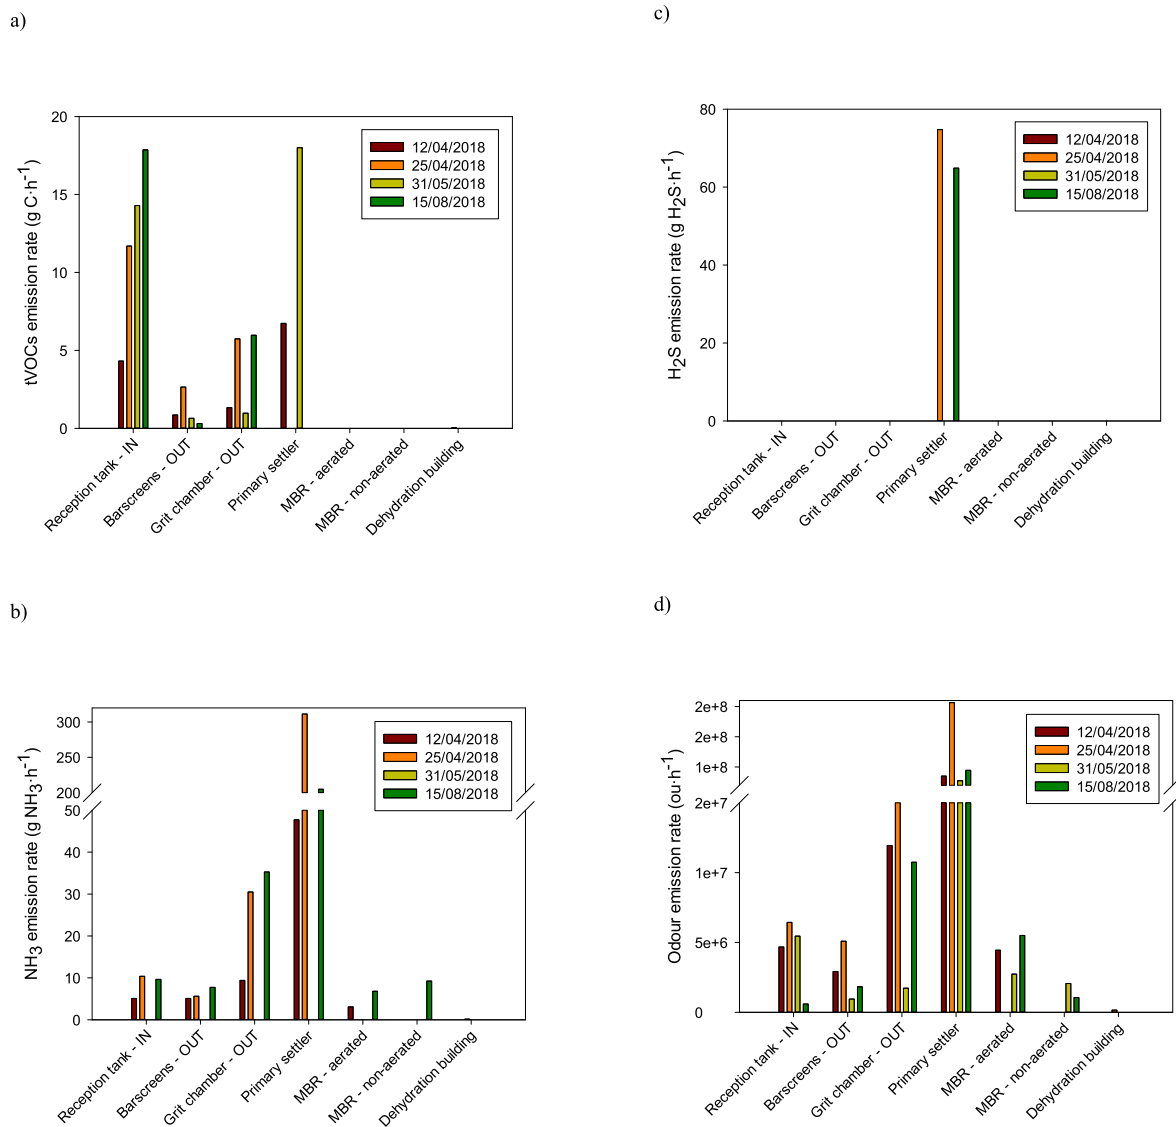 a)
tVOCs emission rate (g C·h-1)
20
15
10
5
0
12/04/2018
25/04/2018
31/05/2018
15/08/2018
Reception tank - IN
Barscreens - OUT
Grit chamber - OUT
Primary settler
MBR - aerated
MBR - non-aerated
Dehydration building
c)
H2S emission rate (g H2S·h-1)
80
60
40
20
0
12/04/2018
25/04/2018
31/05/2018
15/08/2018
Reception tank - IN
Barscreens - OUT
Grit chamber - OUT
Primary settler
MBR - aerated
MBR - non-aerated
Dehydration building
b)
NH3 emission rate (g NH3·h-1)
300
250
200
50
40
30
20
10
0
12/04/2018
25/04/2018
31/05/2018
15/08/2018
Reception tank - IN
Barscreens - OUT
Grit chamber - OUT
Primary settler
MBR - aerated
MBR - non-aerated
Dehydration building
d)
Odour emission rate (ou·h-1)
2e+8
2e+8
1e+8
2e+7
1e+7
5e+6
0
12/04/2018
25/04/2018
31/05/2018
15/08/2018
Reception tank - IN
Barscreens - OUT
Grit chamber - OUT
Primary settler
MBR - aerated
MBR - non-aerated
Dehydration building